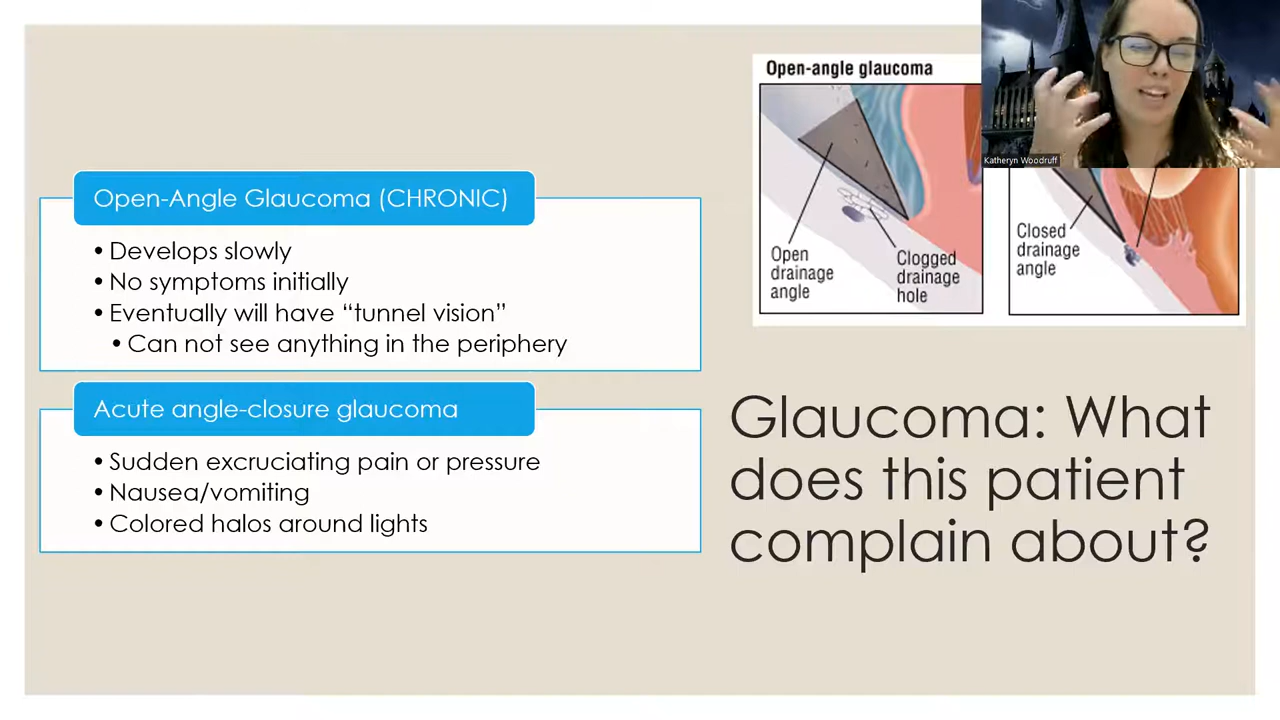 Open-Angle Glaucoma (CHRONIC)
• Develops slowly
• No symptoms initially
• Eventually will have “tunnel vision”
• Can not see anything in the periphery
Acute angle-closure glaucoma
• Sudden excruciating pain or pressure
• Nausea/vomiting
• Colored halos around lights
Open-angle glaucoma
Open
drainage
angle
Clogged
drainage
hole
Closed
drainage
angle
Katheryn Woodruff
Glaucoma: What
does this patient
complain about?